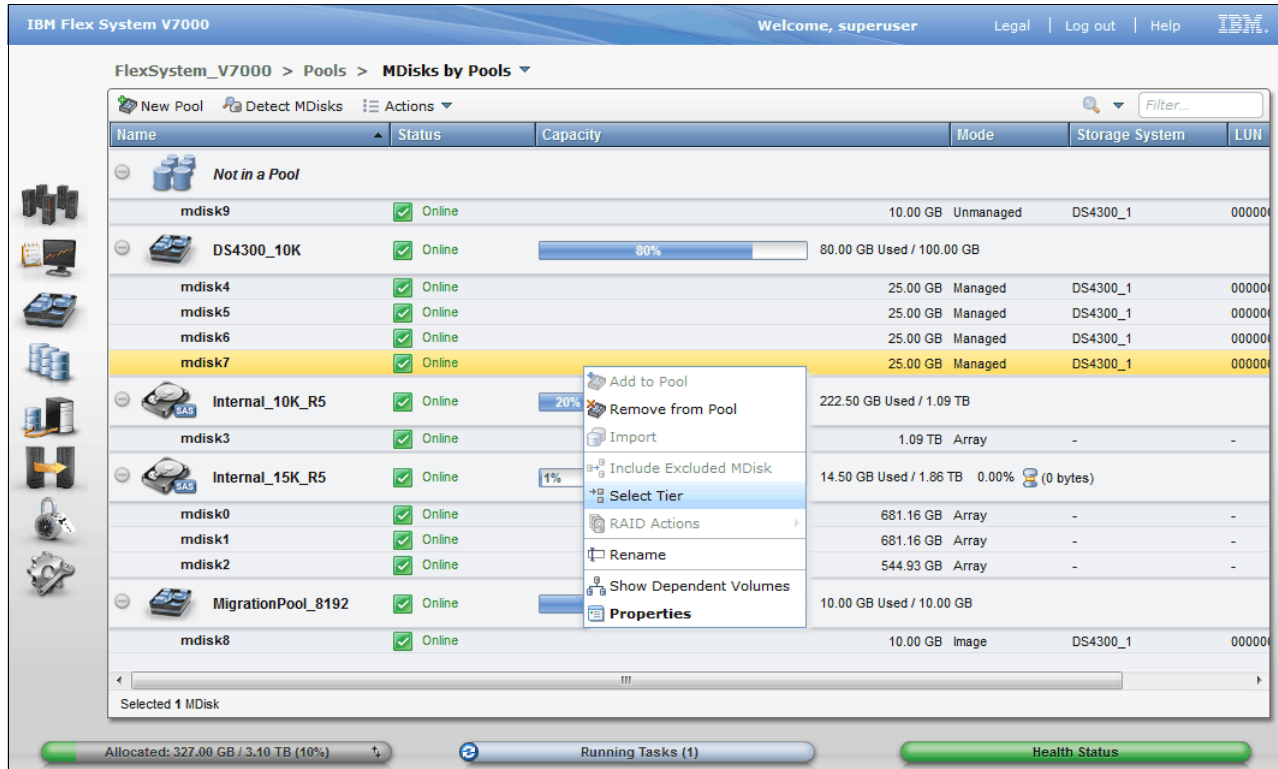 IBM Flex System V7000 Welcome, superuser Legal | Log out | Help IBM.
FlexSystem_V7000 > Pools > MDisks by Pools
New Pool Detect MDisks Actions Filter...
Name Status Capacity Mode Storage System LUN
Not in a Pool
mdisk9 Online 10.00 GB Unmanaged DS4300_1 00000
DS4300_10K Online 80% 80.00 GB Used / 100.00 GB
mdisk4 Online 25.00 GB Managed DS4300_1 00000
mdisk5 Online 25.00 GB Managed DS4300_1 00000
mdisk6 Online 25.00 GB Managed DS4300_1 00000
mdisk7 Online 25.00 GB Managed DS4300_1 00000
SAS Internal_10K_R5 Online 20% 222.50 GB Used / 1.09 TB
mdisk3 Online 1.09 TB Array - -
SAS Internal_15K_R5 Online 1% 14.50 GB Used / 1.86 TB 0.00% (0 bytes)
mdisk0 Online 681.16 GB Array - -
mdisk1 Online 681.16 GB Array - -
mdisk2 Online 544.93 GB Array - -
MigrationPool_8192 Online 10.00 GB Used / 10.00 GB
mdisk8 Online 10.00 GB Image DS4300_1 00000
Add to Pool
Remove from Pool
Import
Include Excluded MDisk
Select Tier
RAID Actions
Rename
Show Dependent Volumes
Properties
Selected 1 MDisk
Allocated: 327.00 GB / 3.10 TB (10%) Running Tasks (1) Health Status